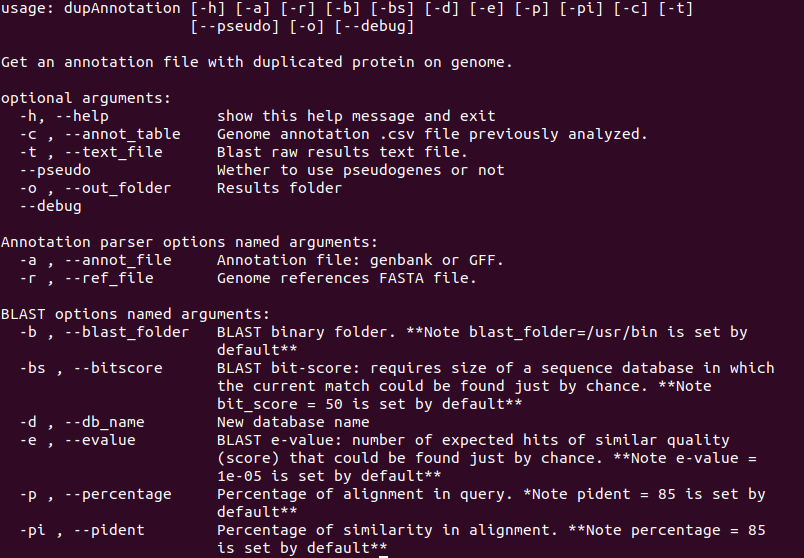 usage: dupAnnotation [-h] [-a] [-r] [-b] [-bs] [-d] [-e] [-p] [-pi] [-c] [-t]
[--pseudo] [-o] [--debug]
Get an annotation file with duplicated protein on genome.
optional arguments:
-h, --help show this help message and exit
-c , --annot_table Genome annotation .csv file previously analyzed.
-t , --text_file Blast raw results text file.
--pseudo Wether to use pseudogenes or not
-o , --out_folder Results folder
--debug
Annotation parser options named arguments:
-a , --annot_file Annotation file: genbank or GFF.
-r , --ref_file Genome references FASTA file.
BLAST options named arguments:
-b , --blast_folder BLAST binary folder. **Note blast_folder=/usr/bin is set by
default**
-bs , --bitscore BLAST bit-score: requires size of a sequence database in which
the current match could be found just by chance. **Note
bit_score = 50 is set by default**
-d , --db_name New database name
-e , --evalue BLAST e-value: number of expected hits of similar quality
(score) that could be found just by chance. **Note e-value =
1e-05 is set by default**
-p , --percentage Percentage of alignment in query. *Note pident = 85 is set by
default**
-pi , --pident Percentage of similarity in alignment. **Note percentage = 85
is set by default**